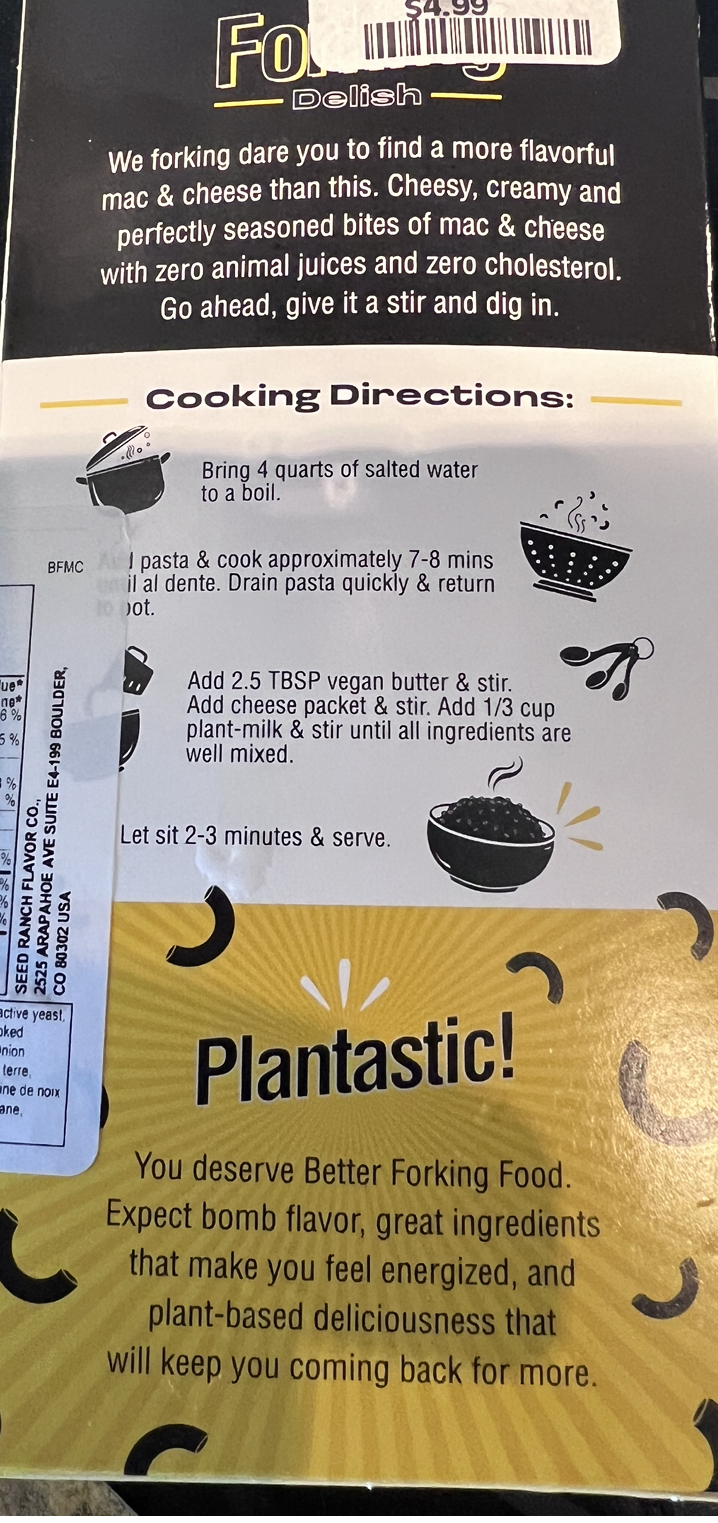 $4.99
Delish
We forking dare you to find a more flavorful
mac & cheese than this. Cheesy, creamy and
perfectly seasoned bites of mac & cheese
with zero animal juices and zero cholesterol.
Go ahead, give it a stir and dig in.
Cooking Directions:
Bring 4 quarts of salted water
to a boil.
pasta & cook approximately 7-8 mins
al dente. Drain pasta quickly & return
Add 2.5 TBSP vegan butter & stir.
Add cheese packet & stir. Add 1/3 cup
plant-milk & stir until all ingredients are
well mixed.
Let sit 2-3 minutes & serve.
BFMC
SEED RANCH FLAVOR CO.,
2525 ARAPAHOE AVE SUITE E4-199 BOULDER,
CO 80302 USA
yeast,
terre,
de noix
Plantastic!
You deserve Better Forking Food.
Expect bomb flavor, great ingredients
that make you feel energized, and
plant-based deliciousness that
will keep you coming back for more.